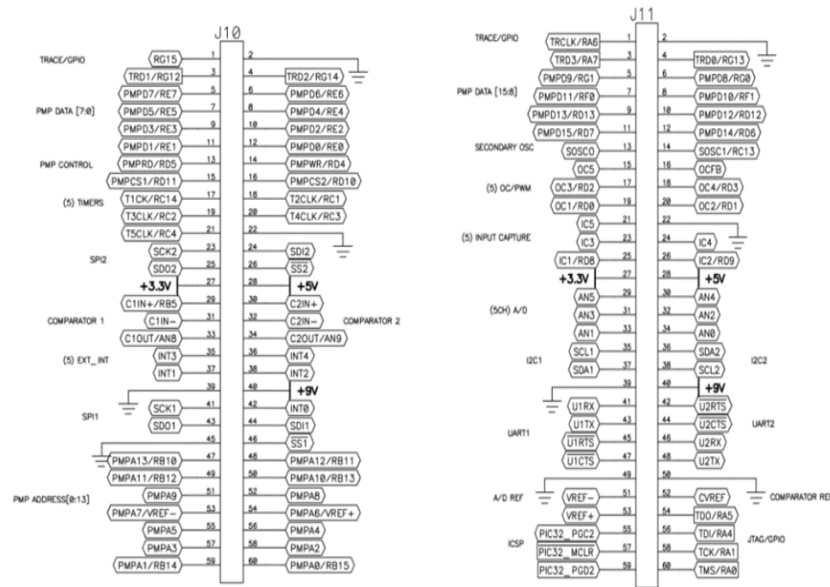 J10
TRACE/GPIO RG15 1 2
TRD1/RG12 3 4 TRD2/RG14
PMPD7/RE7 5 6 PMPD6/RE6
PMP DATA [7:0] PMPD5/RE5 7 8 PMPD4/RE4
PMPD3/RE3 9 10 PMPD2/RE2
PMPD1/RE1 11 12 PMPD0/RE0
PMP CONTROL PMPRD/RD5 13 14 PMPWR/RD4
PMPCS1/RD11 15 16 PMPCS2/RD10
(5) TIMERS T1CK/RC14 17 18 T2CLK/RC1
T3CLK/RC2 19 20 T4CLK/RC3
T5CLK/RC4 21 22
SPI2 SCK2 23 24 SDI2
SDO2 25 26 SS2
+3.3V 27 28 +5V
C1IN+/RB5 29 30 C2IN+
COMPARATOR 1 C1IN- 31 32 C2IN- COMPARATOR 2
C1OUT/AN8 33 34 C2OUT/AN9
(5) EXT_INT INT3 35 36 INT4
INT1 37 38 INT2
39 40 +9V
SPI1 SCK1 41 42 INT0
SDO1 43 44 SDI1
45 46 SS1
PMPA13/RB10 47 48 PMPA12/RB11
PMPA11/RB12 49 50 PMPA10/RB13
PMP ADDRESS[0:13] PMPA9 51 52 PMPA8
PMPA7/VREF- 53 54 PMPA6/VREF+
PMPA5 55 56 PMPA4
PMPA3 57 58 PMPA2
PMPA1/RB14 59 60 PMPA0/RB15
J11
TRACE/GPIO TRCLK/RA6 1 2
TRD3/RA7 3 4 TRD0/RG13
PMPD9/RG1 5 6 PMPD8/RG0
PMP DATA [15:8] PMPD11/RF0 7 8 PMPD10/RF1
PMPD13/RD13 9 10 PMPD12/RD12
PMPD15/RD7 11 12 PMPD14/RD6
SECONDARY OSC SOSCO 13 14 SOSC1/RC13
OC5 15 16 OCFB
(5) OC/PWM OC3/RD2 17 18 OC4/RD3
OC1/RD0 19 20 OC2/RD1
IC5 21 22
(5) INPUT CAPTURE IC3 23 24 IC4
IC1/RD8 25 26 IC2/RD9
+3.3V 27 28 +5V
AN5 29 30 AN4
(5CH) A/D AN3 31 32 AN2
AN1 33 34 AN0
I2C1 SCL1 35 36 SDA2 I2C2
SDA1 37 38 SCL2
39 40 +9V
U1RX 41 42 U2RTS
UART1 U1TX 43 44 U2CTS UART2
U1RTS 45 46 U2RX
U1CTS 47 48 U2TX
49 50
A/D REF VREF- 51 52 CVREF COMPARATOR REF
VREF+ 53 54 TDO/RA5
ICSP PIC32_PGC2 55 56 TDI/RA4 JTAG/GPIO
PIC32_MCLR 57 58 TCK/RA1
PIC32_PGD2 59 60 TMS/RA0